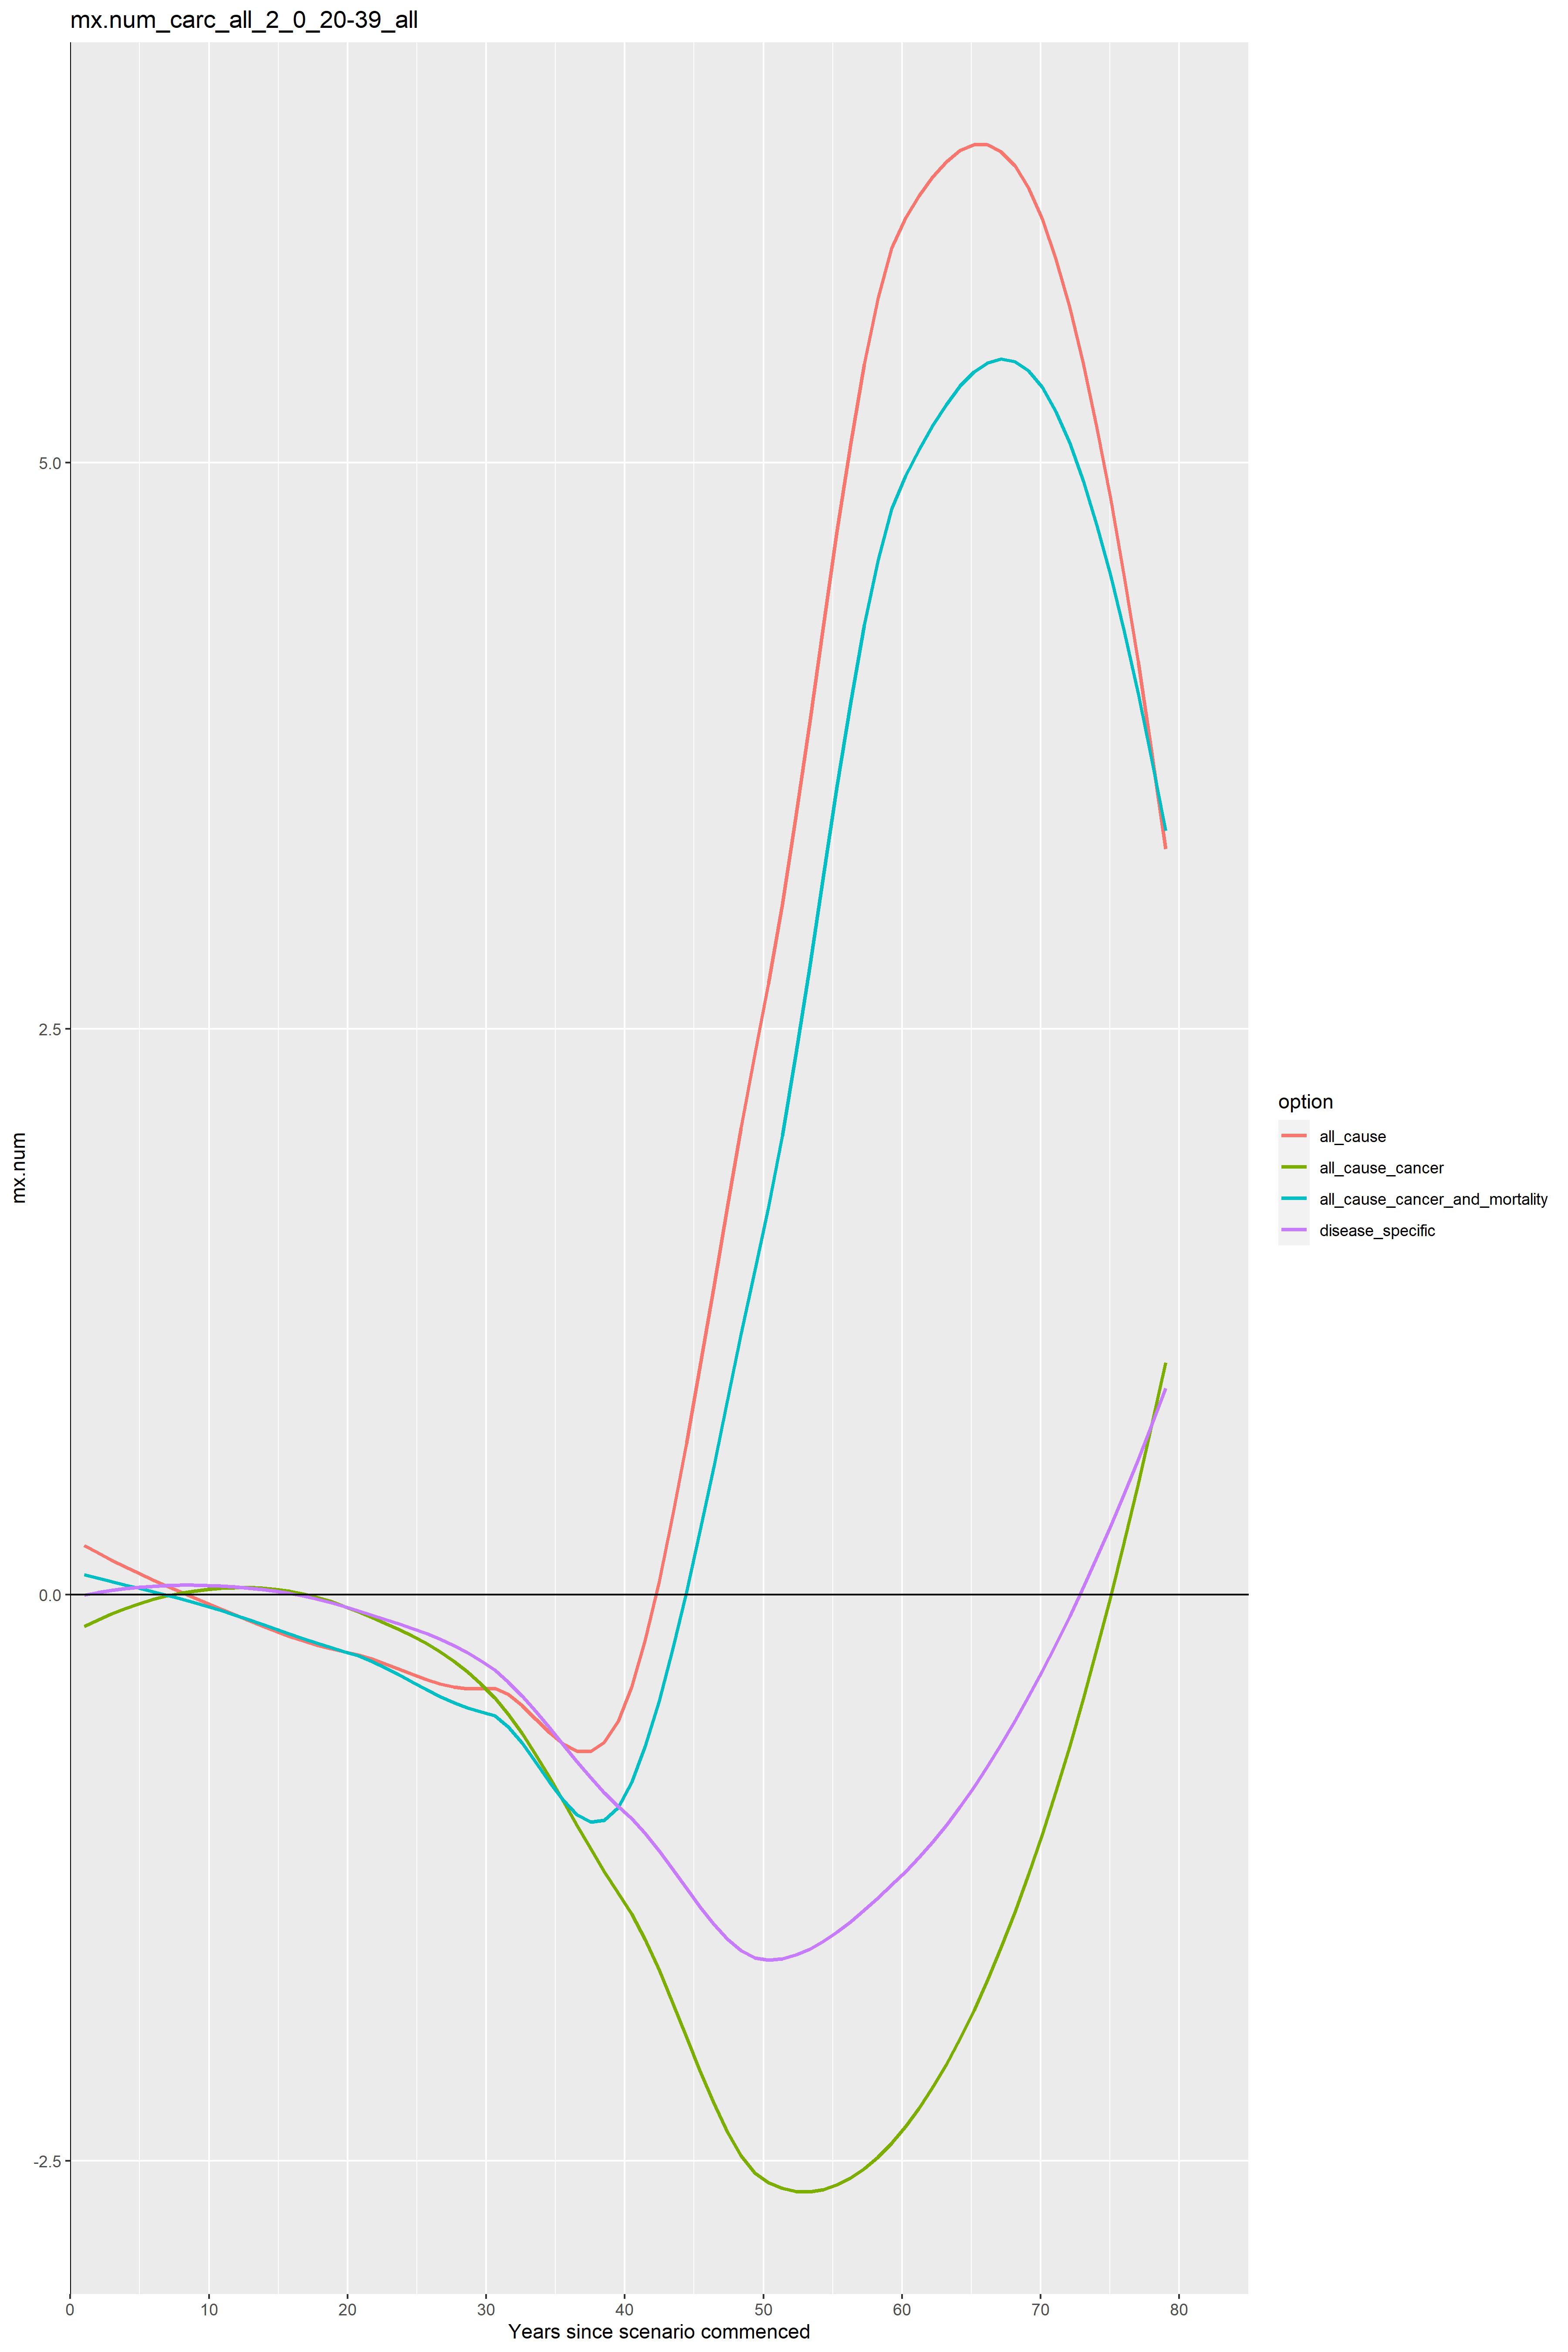 mx.num_carc_all_2_0_20-39_all
5.0
2.5
0.0
-2.5
mx.num
0 10 20 30 40 50 60 70 80
Years since scenario commenced
option
all_cause
all_cause_cancer
all_cause_cancer_and_mortality
disease_specific